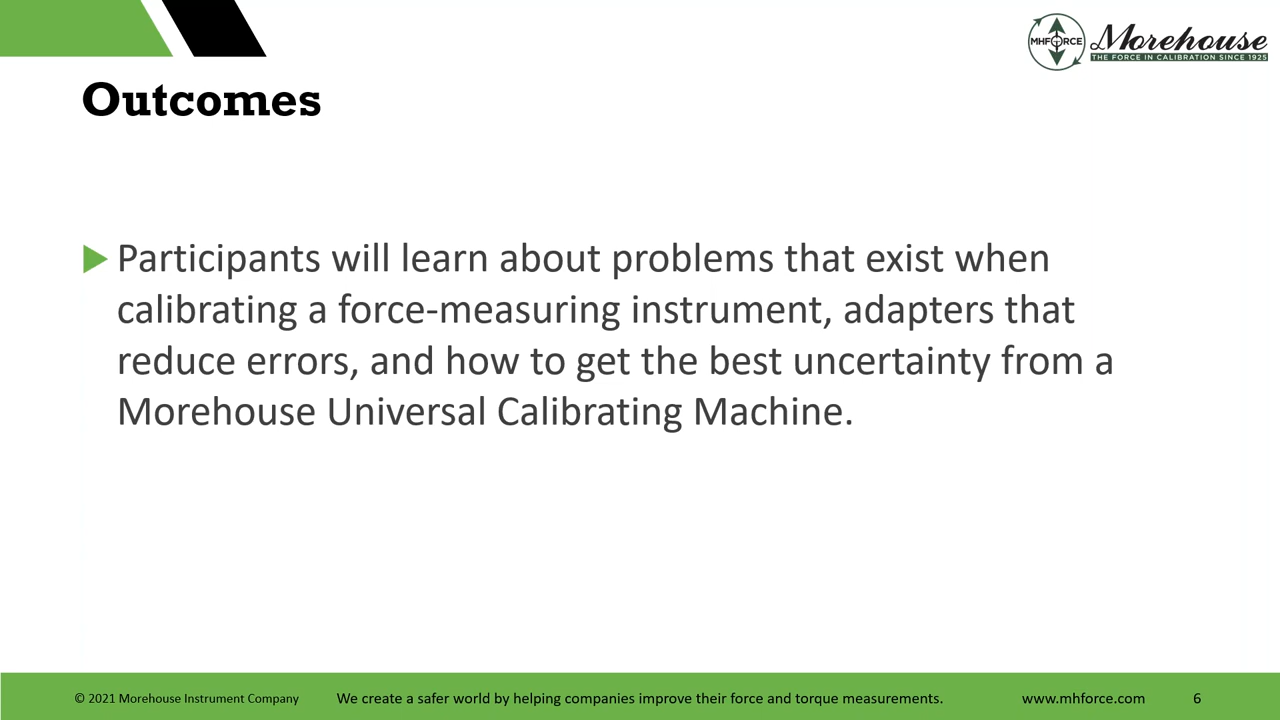 MHFORCE
Morehouse
THE FORCE IN CALIBRATION SINCE 1925
Outcomes
Participants will learn about problems that exist when
calibrating a force-measuring instrument, adapters that
reduce errors, and how to get the best uncertainty from a
Morehouse Universal Calibrating Machine.
© 2021 Morehouse Instrument Company We create a safer world by helping companies improve their force and torque measurements. www.mhforce.com 6